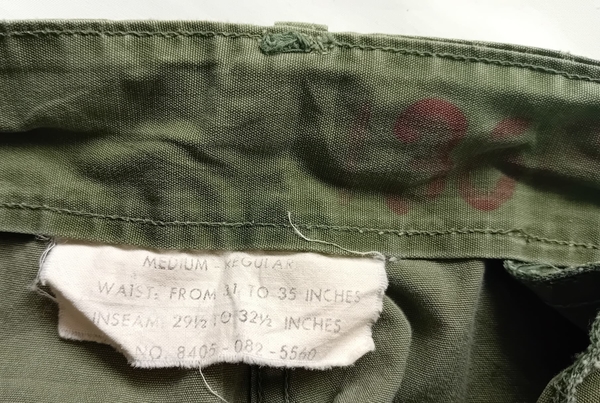 MEDIUM - REGULAR
WAIST: FROM 31 TO 35 INCHES
INSEAM: 29½ TO 32½ INCHES
NO. 8405-082-5560